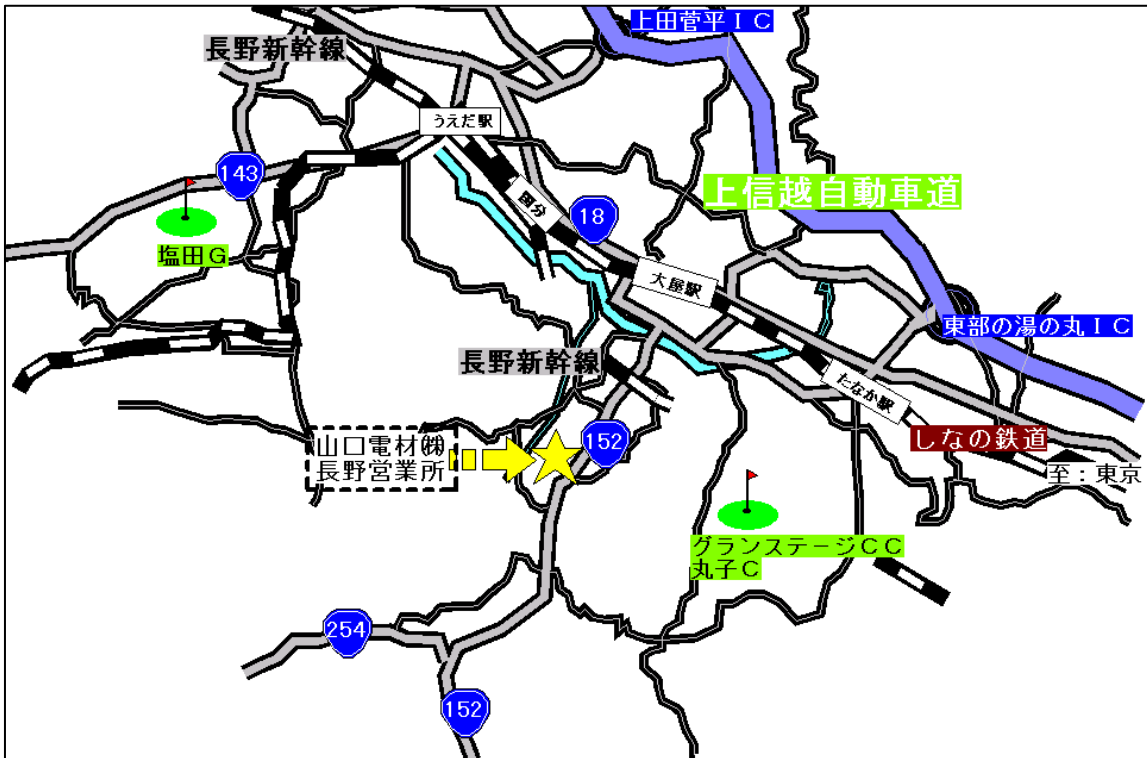 上田菅平ＩＣ
長野新幹線
うえだ駅
143
上信越自動車道
国分
18
塩田Ｇ
大屋駅
東部の湯の丸ＩＣ
長野新幹線
たなか駅
しなの鉄道
山口電材㈱
長野営業所
152
至：東京
グランステージＣＣ
丸子Ｃ
254
152